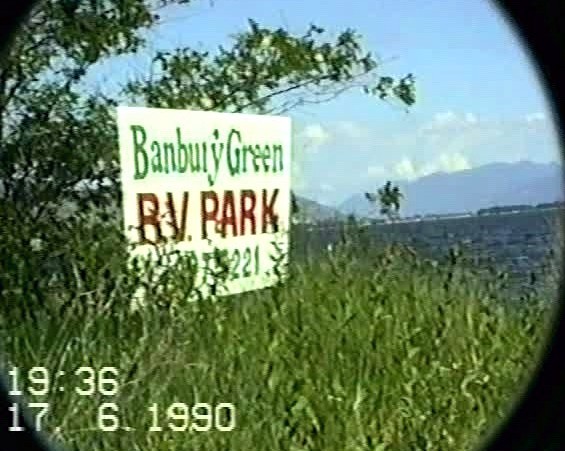 Banbury Green
R.V. PARK
221
19:36
17. 6. 1990